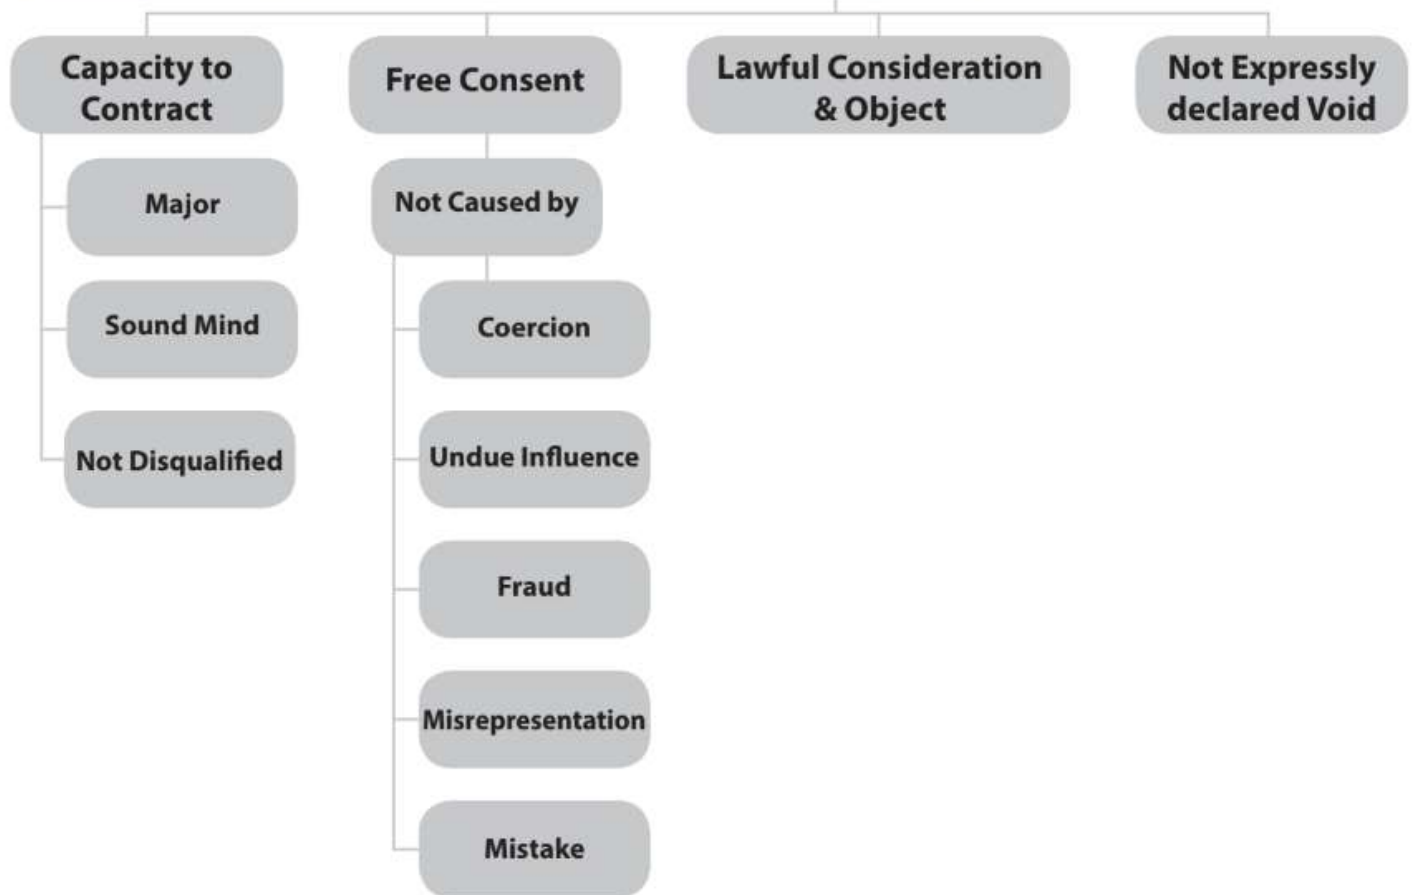 Capacity to
Contract
Free Consent
Lawful Consideration
& Object
Not Expressly
declared Void
Major
Sound Mind
Not Disqualified
Not Caused by
Coercion
Undue Influence
Fraud
Misrepresentation
Mistake